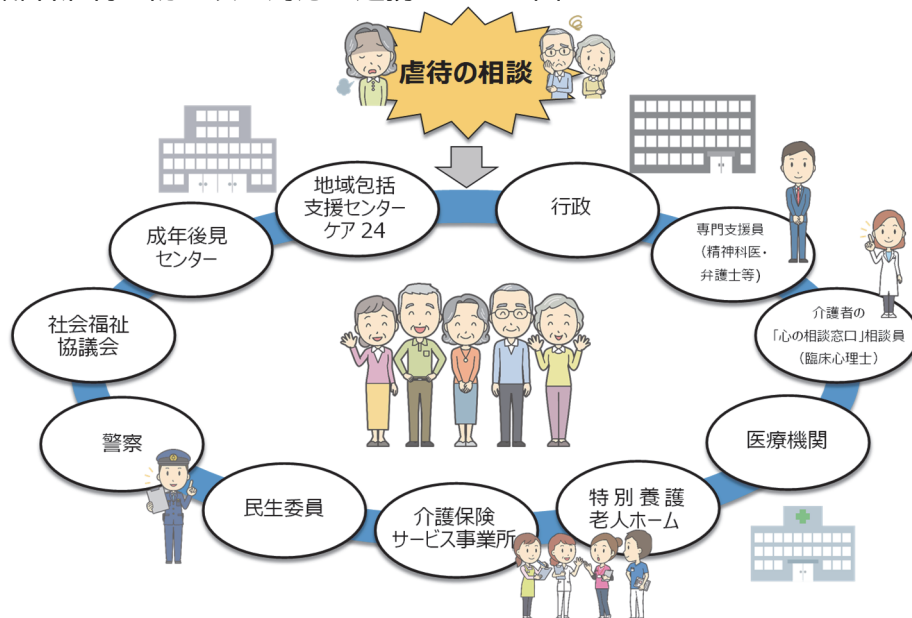 虐待の相談
地域包括
支援センター
ケア 24
行政
成年後見
センター
専門支援員
（精神科医・
弁護士等）
社会福祉
協議会
介護者の
「心の相談窓口」相談員
（臨床心理士）
警察
医療機関
民生委員
介護保険
サービス事業所
特別養護
老人ホーム